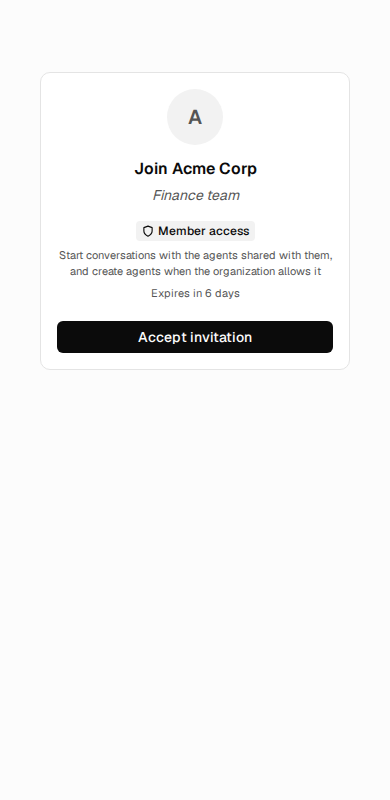 A
Join Acme Corp
Finance team
Member access
Start conversations with the agents shared with them,
and create agents when the organization allows it
Expires in 6 days
Accept invitation